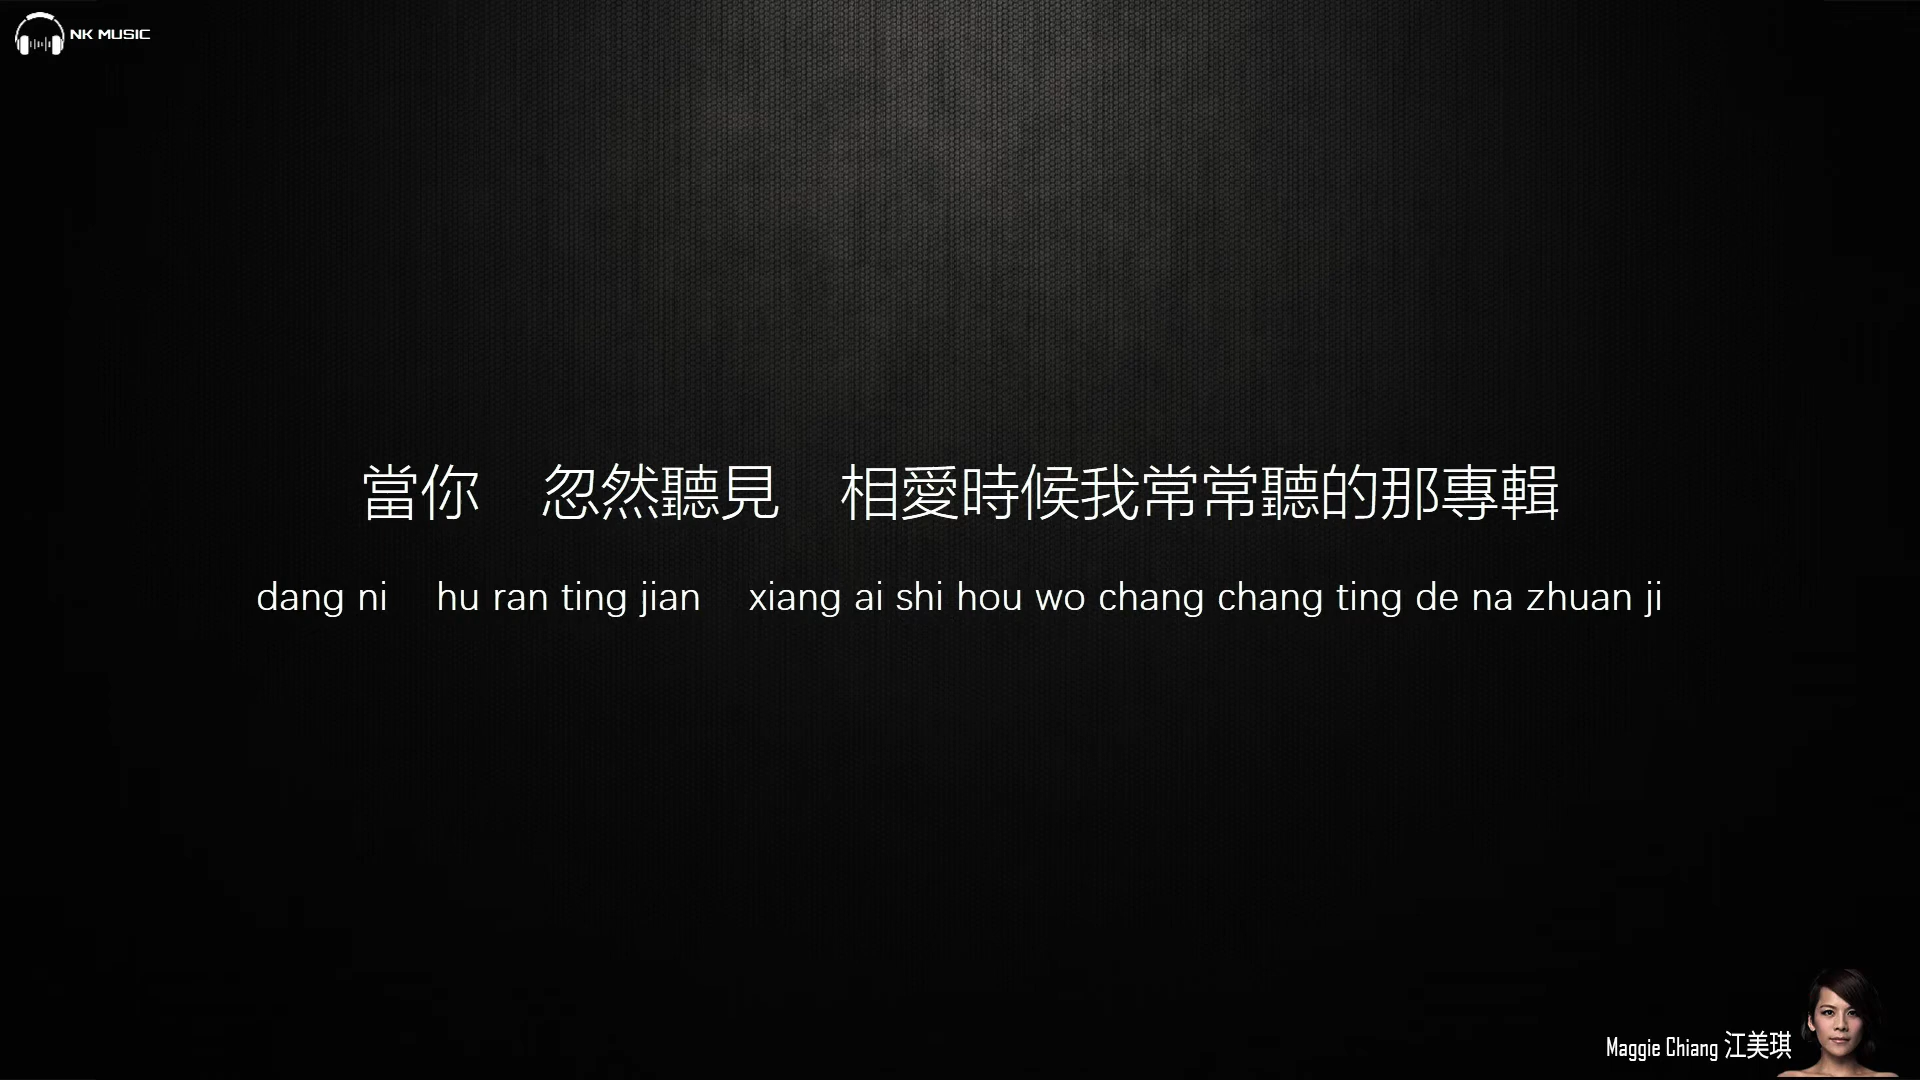 NK MUSIC
當你　忽然聽見　相愛時候我常常聽的那專輯
dang ni　hu ran ting jian　xiang ai shi hou wo chang chang ting de na zhuan ji
Maggie Chiang 江美琪